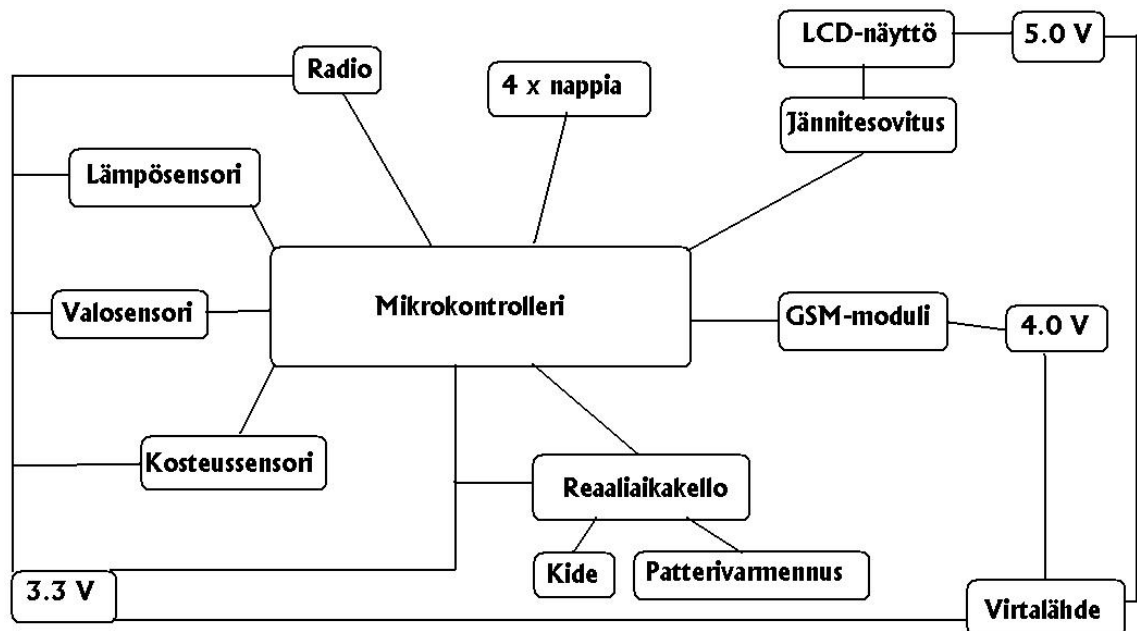 LCD-näyttö
5.0 V
Radio
4 x nappia
Jännitesovitus
Lämpösensori
Mikrokontrolleri
Valosensori
GSM-moduli
4.0 V
Kosteussensori
Reaaliaikakello
Kide
Patterivarmennus
3.3 V
Virtalähde